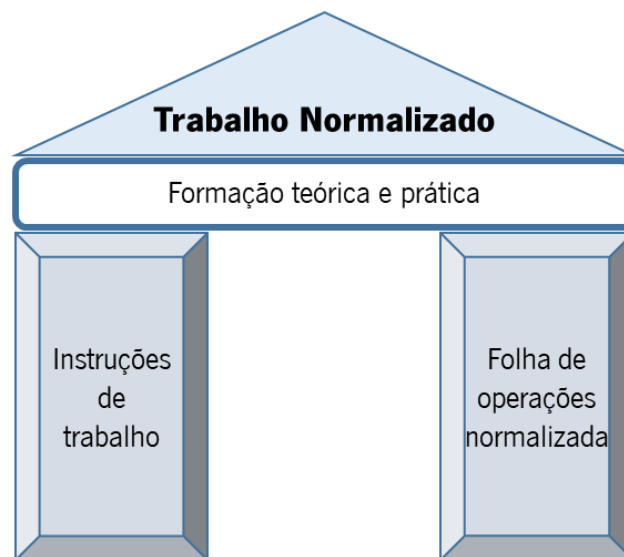 Trabalho Normalizado
Formação teórica e prática
Instruções
de
trabalho
Folha de
operações
normalizada